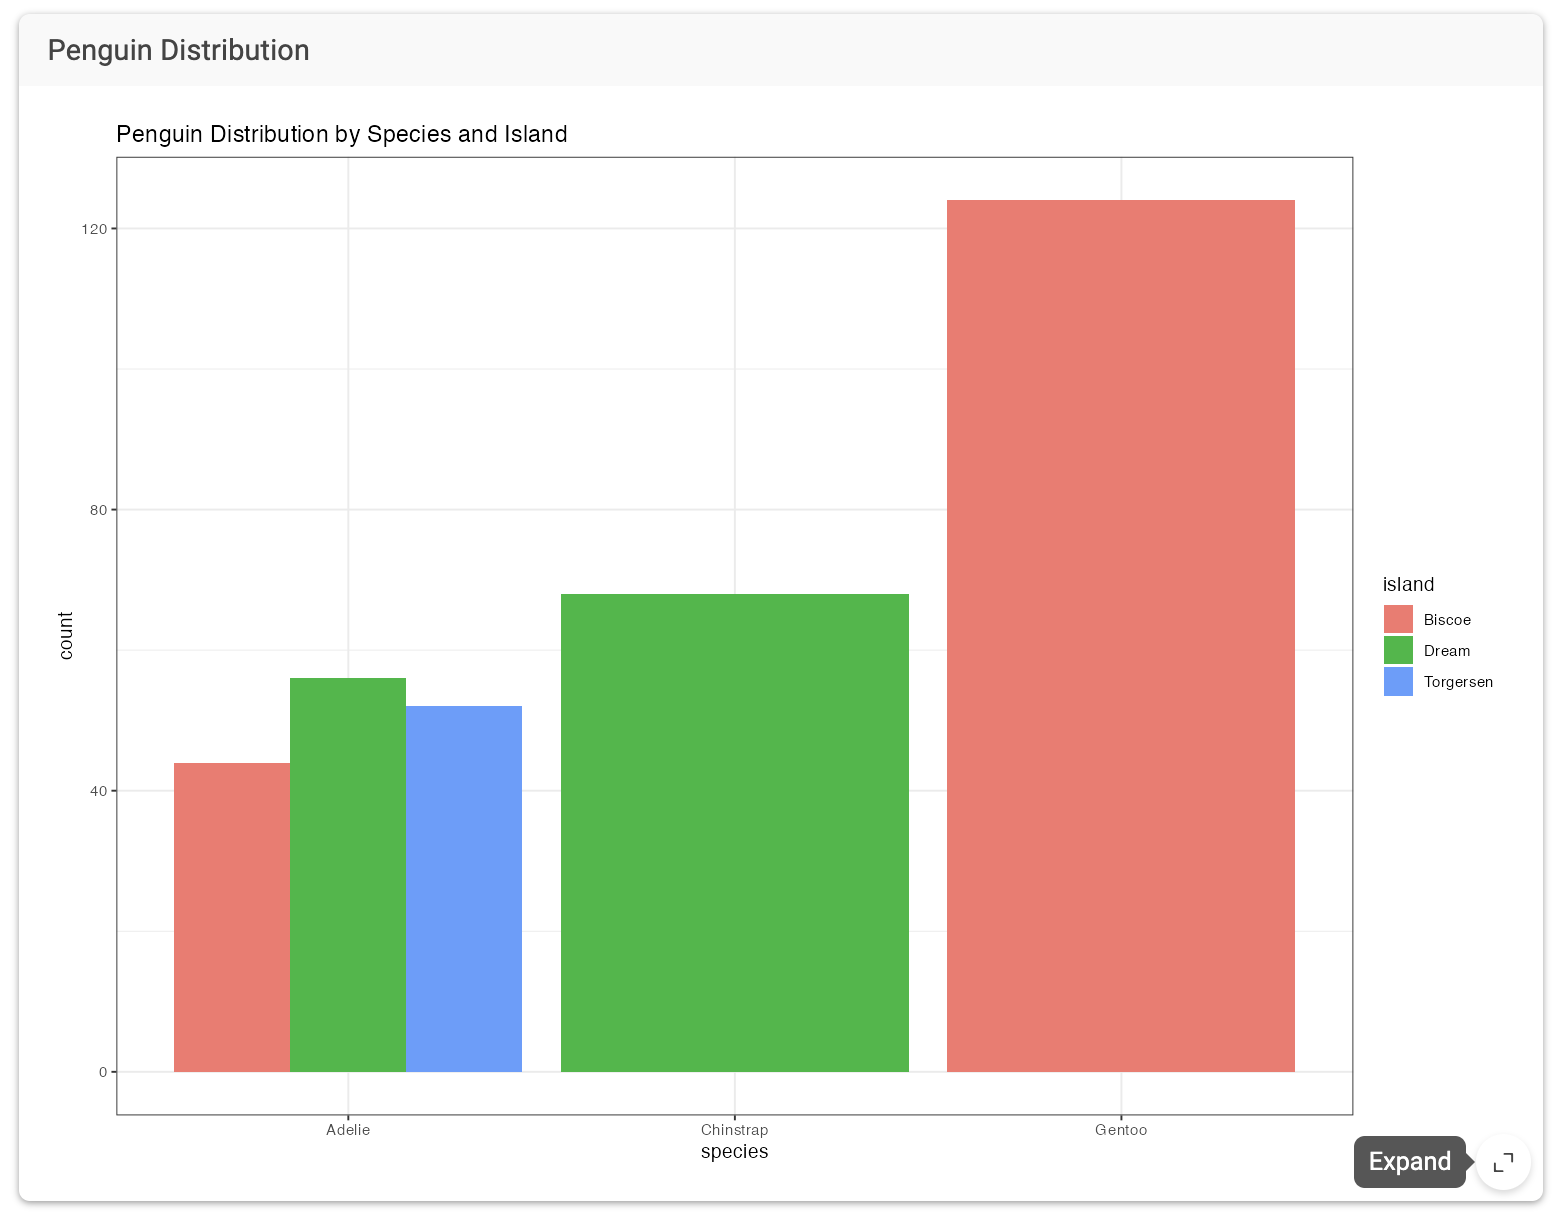 Penguin Distribution
Penguin Distribution by Species and Island
120
80
40
0
count
Adelie
Chinstrap
Gentoo
species
island
Biscoe
Dream
Torgersen
Expand